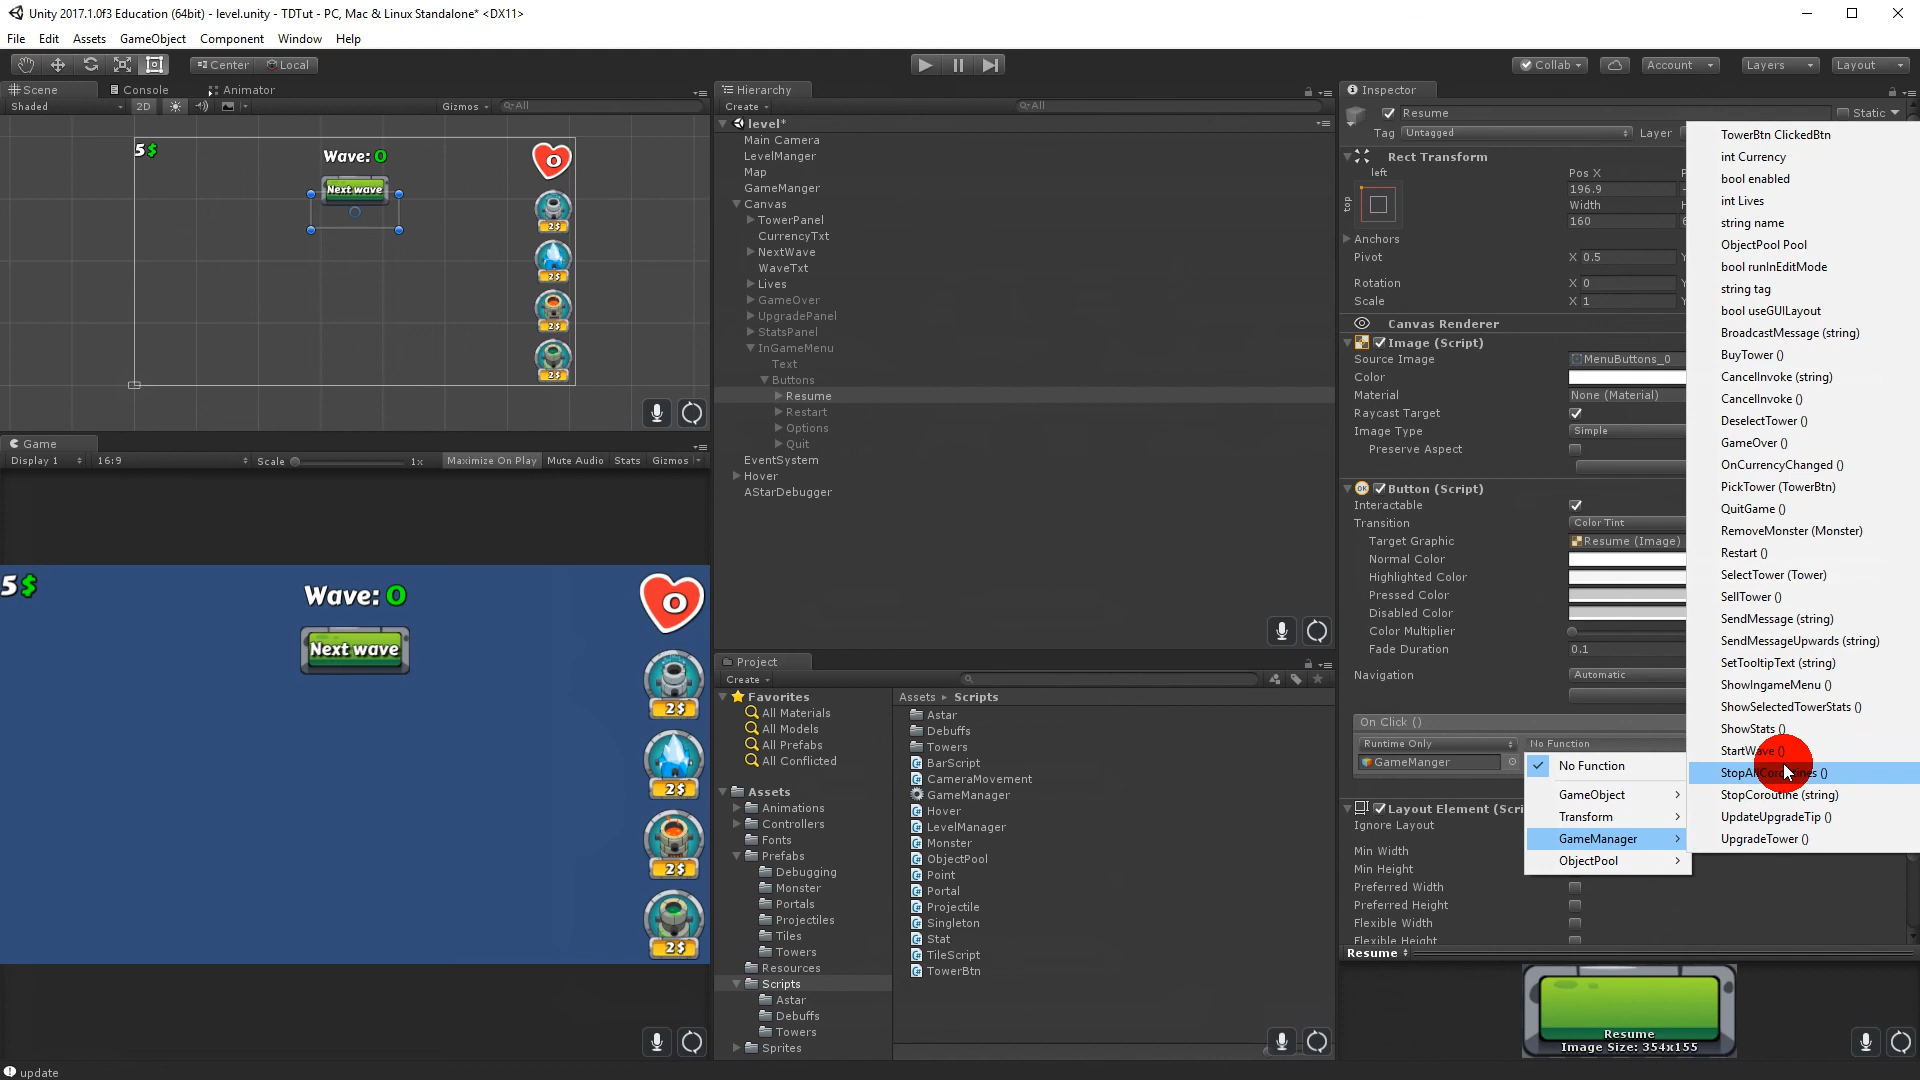 Unity 2017.1.0f3 Education (64bit) - level.unity - TDTut - PC, Mac & Linux Standalone* <DX11>
File Edit Assets GameObject Component Window Help
Center Local
Collab Account Layers Layout
Scene Console Animator
Shaded 2D Gizmos All
5$
Wave: 0
0
Next wave
2$
2$
2$
2$
Game
Display 1 16:9 Scale 1x Maximize On Play Mute Audio Stats Gizmos
5$
Wave: 0
0
Next wave
2$
2$
2$
2$
update
Hierarchy
Create All
level*
Main Camera
LevelManger
Map
GameManger
Canvas
TowerPanel
CurrencyTxt
NextWave
WaveTxt
Lives
GameOver
UpgradePanel
StatsPanel
InGameMenu
Text
Buttons
Resume
Restart
Options
Quit
EventSystem
Hover
AStarDebugger
Project
Create
Favorites
All Materials
All Models
All Prefabs
All Conflicted
Assets
Animations
Controllers
Fonts
Prefabs
Debugging
Monster
Portals
Projectiles
Tiles
Towers
Resources
Scripts
Astar
Debuffs
Towers
Sprites
Assets Scripts
Astar
Debuffs
Towers
BarScript
CameraMovement
GameManager
Hover
LevelManager
Monster
ObjectPool
Point
Portal
Projectile
Singleton
Stat
TileScript
TowerBtn
Inspector
Resume Static
Tag Untagged Layer
Rect Transform
left
top
Pos X
196.9
Width
160
Anchors
Pivot X 0.5
Rotation X 0
Scale X 1
Canvas Renderer
Image (Script)
Source Image MenuButtons_0
Color
Material None (Material)
Raycast Target
Image Type Simple
Preserve Aspect
Button (Script)
Interactable
Transition Color Tint
Target Graphic Resume (Image)
Normal Color
Highlighted Color
Pressed Color
Disabled Color
Color Multiplier
Fade Duration 0.1
Navigation Automatic
On Click ()
Runtime Only No Function
GameManger
No Function
GameObject
Transform
GameManager
ObjectPool
Layout Element (Scri
Ignore Layout
Min Width
Min Height
Preferred Width
Preferred Height
Flexible Width
Flexible Height
Resume
Resume
Image Size: 354x155
TowerBtn ClickedBtn
int Currency
bool enabled
int Lives
string name
ObjectPool Pool
bool runInEditMode
string tag
bool useGUILayout
BroadcastMessage (string)
BuyTower ()
CancelInvoke (string)
CancelInvoke ()
DeselectTower ()
GameOver ()
OnCurrencyChanged ()
PickTower (TowerBtn)
QuitGame ()
RemoveMonster (Monster)
Restart ()
SelectTower (Tower)
SellTower ()
SendMessage (string)
SendMessageUpwards (string)
SetTooltipText (string)
ShowIngameMenu ()
ShowSelectedTowerStats ()
ShowStats ()
StartWave ()
StopAllCoroutines ()
StopCoroutine (string)
UpdateUpgradeTip ()
UpgradeTower ()